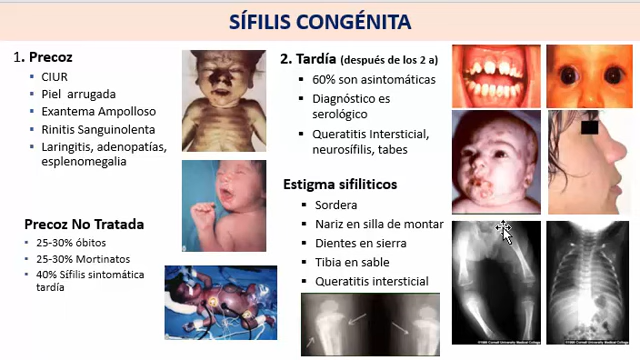 SÍFILIS CONGÉNITA
1. Precoz
CIUR
Piel arrugada
Exantema Ampolloso
Rinitis Sanguinolenta
Laringitis, adenopatías,
esplenomegalia
Precoz No Tratada
25-30% óbitos
25-30% Mortinatos
40% Sífilis sintomática
tardía
2. Tardía (después de los 2 a)
60% son asintomáticas
Diagnóstico es
serológico
Queratitis Intersticial,
neurosífilis, tabes
Estigma sifiliticos
Sordera
Nariz en silla de montar
Dientes en sierra
Tibia en sable
Queratitis intersticial